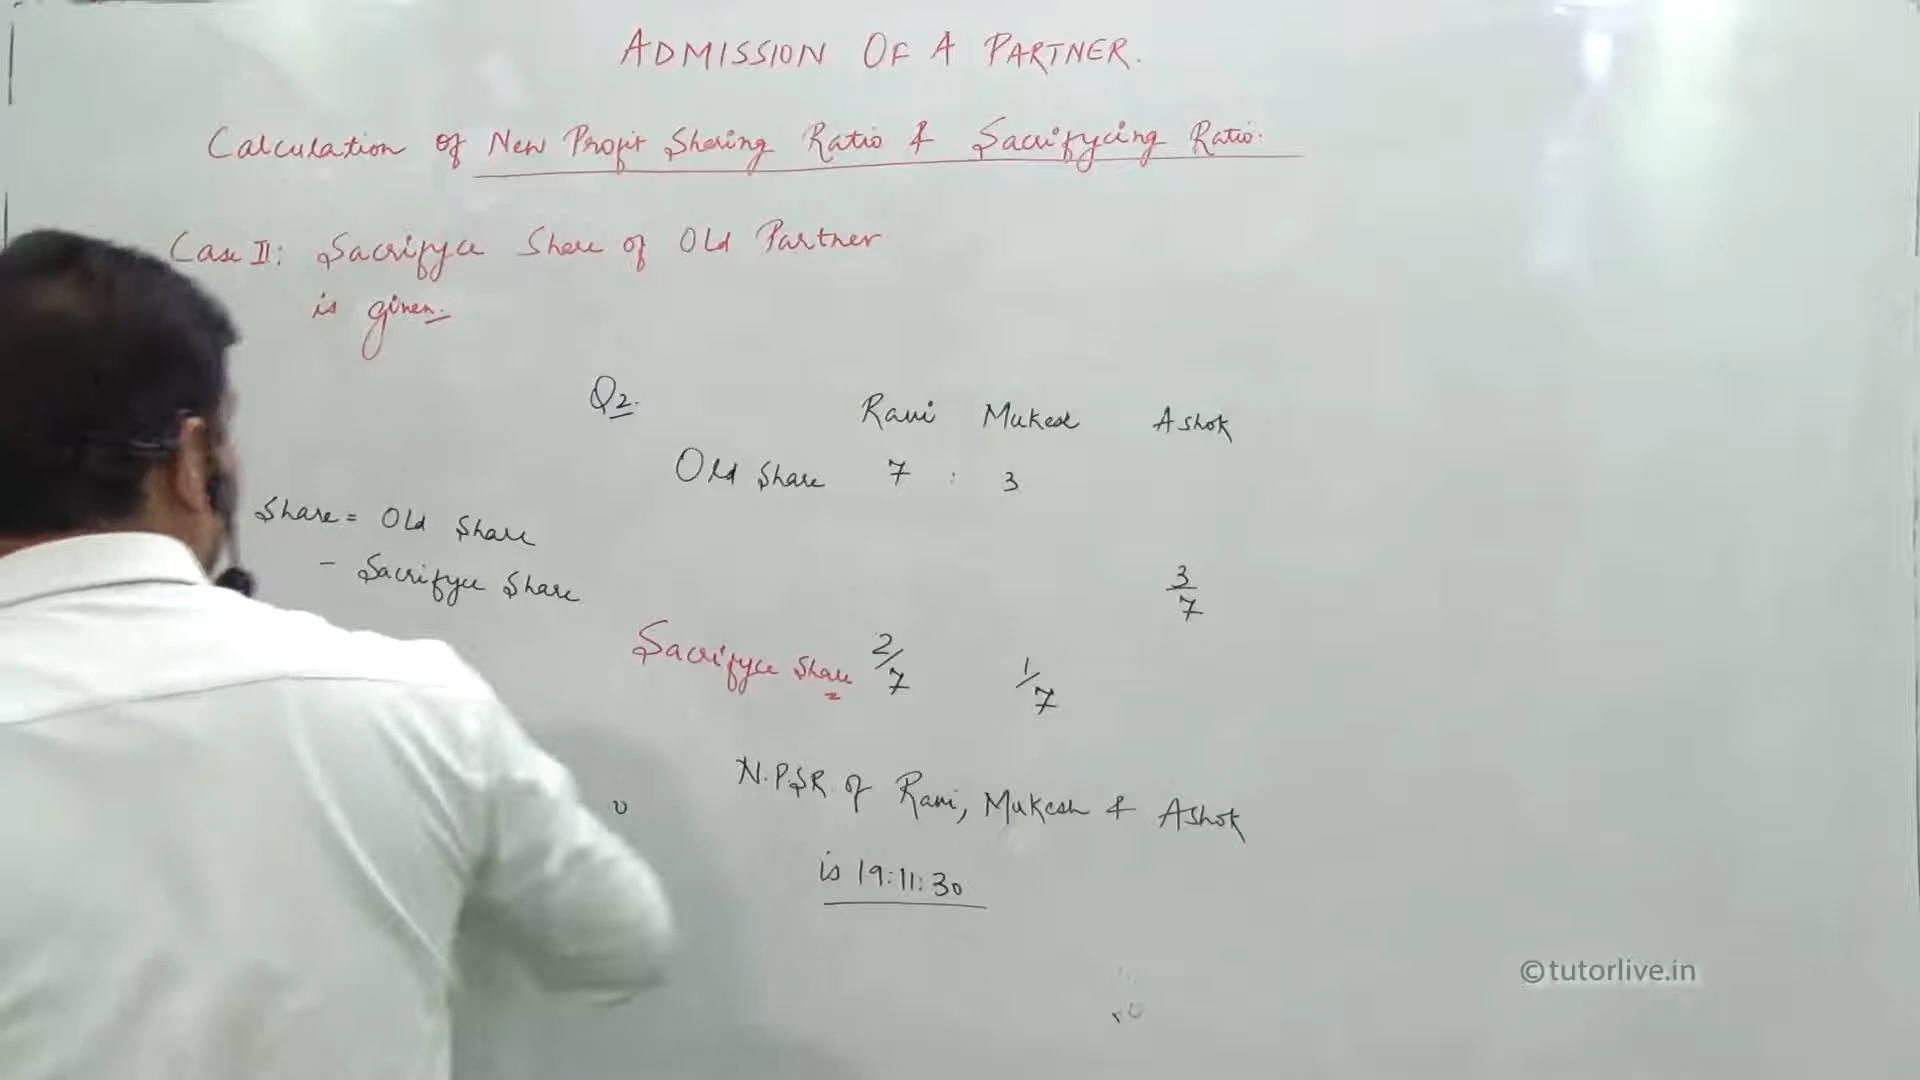 ADMISSION OF A PARTNER.
Calculation of New Profit Sharing Ratio & Sacrifycing Ratio.
Case II: Sacrifyce Share of Old Partner
is given.
Q2.
Ravi Mukesh Ashok
Old Share 7 : 3
Share = Old Share
- Sacrifyce Share
3/7
Sacrifyce Share 2/7 1/7
N.P.S.R. of Ravi, Mukesh & Ashok
is 19:11:30
©tutorlive.in